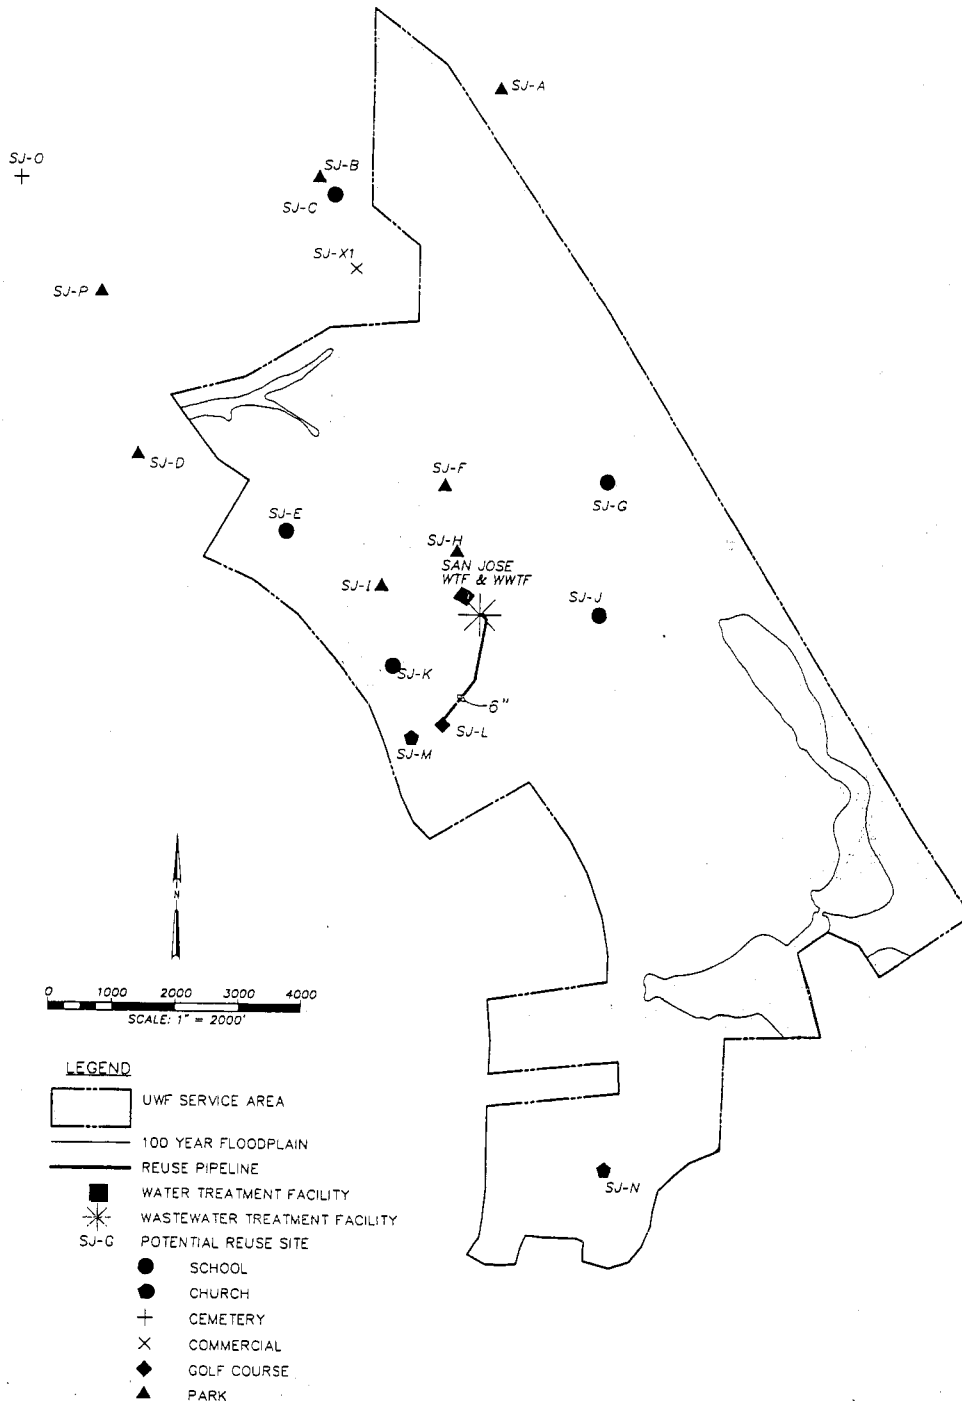 SJ-A
SJ-O
SJ-B
SJ-C
SJ-X1
SJ-P
SJ-D
SJ-F
SJ-G
SJ-E
SJ-H
SAN JOSE
WTF & WWTF
SJ-I
SJ-J
SJ-K
6"
SJ-L
SJ-M
N
0 1000 2000 3000 4000
SCALE: 1" = 2000'
LEGEND
UWF SERVICE AREA
100 YEAR FLOODPLAIN
REUSE PIPELINE
WATER TREATMENT FACILITY
WASTEWATER TREATMENT FACILITY
SJ-G POTENTIAL REUSE SITE
SCHOOL
CHURCH
CEMETERY
COMMERCIAL
GOLF COURSE
PARK
SJ-N